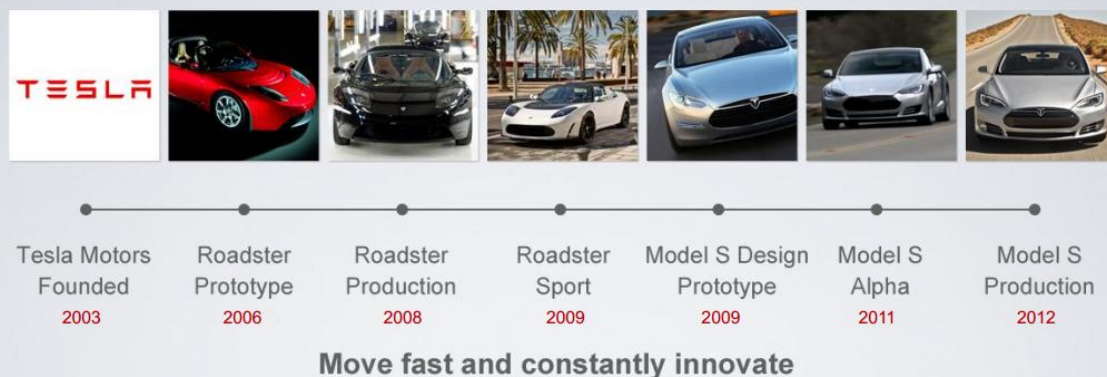 TESLA
Tesla Motors
Founded
2003
Roadster
Prototype
2006
Roadster
Production
2008
Roadster
Sport
2009
Model S Design
Prototype
2009
Model S
Alpha
2011
Model S
Production
2012
Move fast and constantly innovate